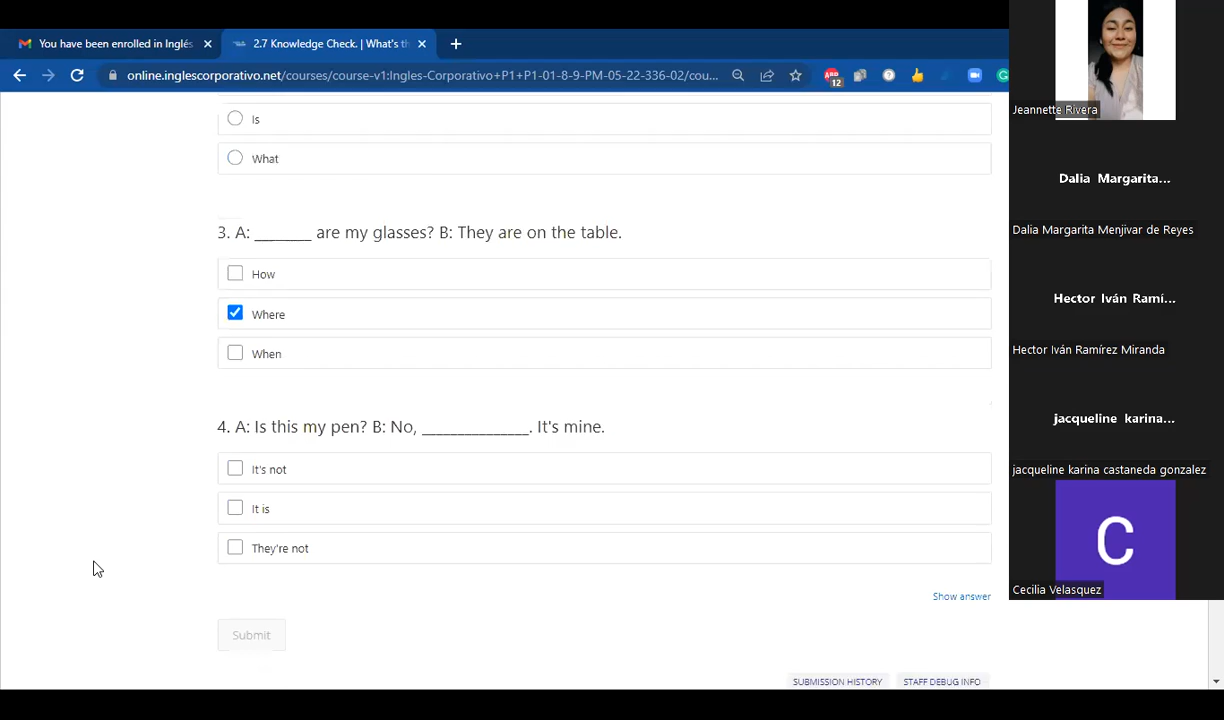 You have been enrolled in Inglés
2.7 Knowledge Check. | What's th
online.inglescorporativo.net/courses/course-v1:Ingles-Corporativo+P1+P1-01-8-9-PM-05-22-336-02/cou...
ABP
12
Is
What
3. A: ________ are my glasses? B: They are on the table.
How
Where
When
4. A: Is this my pen? B: No, _______________. It's mine.
It's not
It is
They're not
Show answer
Submit
SUBMISSION HISTORY
STAFF DEBUG INFO
Jeannette Rivera
Dalia Margarita...
Dalia Margarita Menjivar de Reyes
Hector Iván Ramí...
Hector Iván Ramírez Miranda
jacqueline karina...
jacqueline karina castaneda gonzalez
C
Cecilia Velasquez